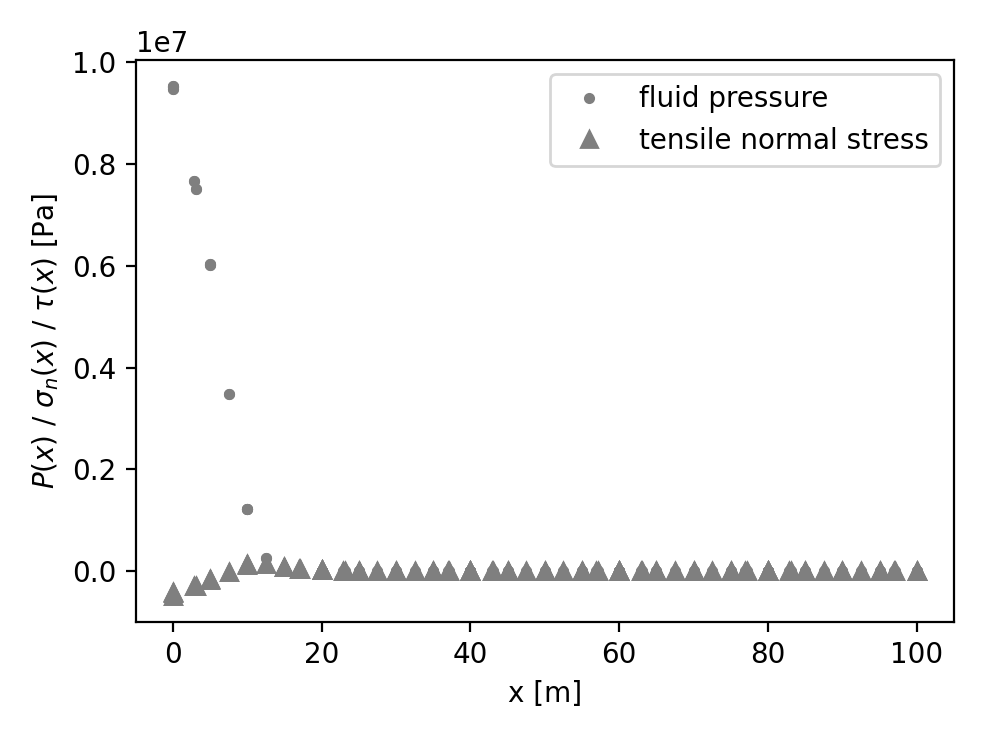 1e7
1.0
0.8
0.6
0.4
0.2
0.0
P(x) / σₙ(x) / τ(x) [Pa]
fluid pressure
tensile normal stress
0 20 40 60 80 100
x [m]